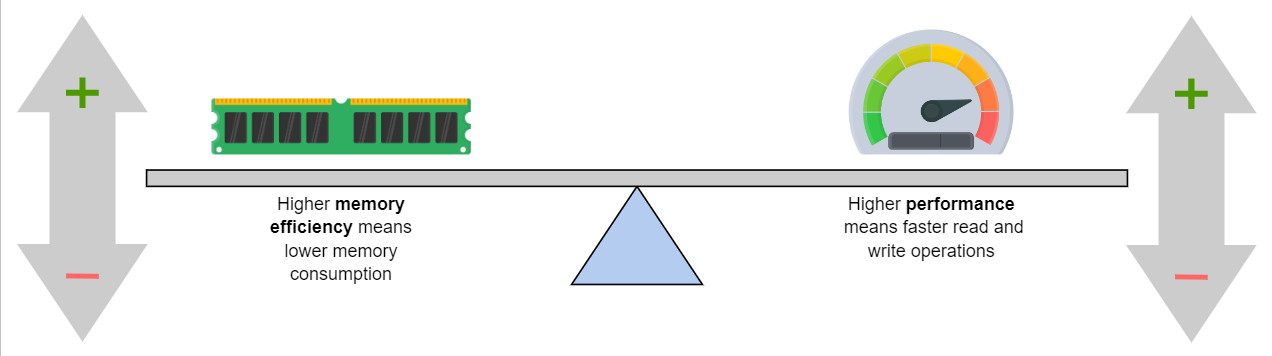 +
+
Higher memory
efficiency means
lower memory
consumption
Higher performance
means faster read and
write operations
−
−